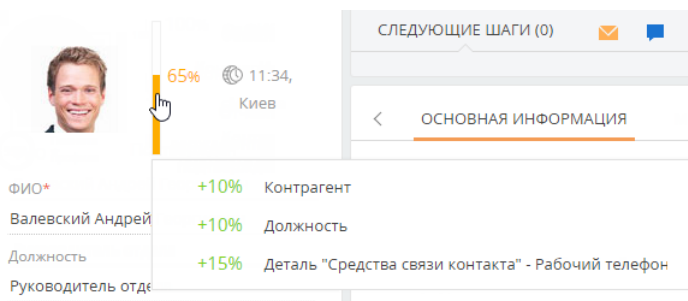 СЛЕДУЮЩИЕ ШАГИ (0)
65% 11:34,
Киев
ОСНОВНАЯ ИНФОРМАЦИЯ
ФИО*
Валевский Андрей
Должность
Руководитель отде
+10% Контрагент
+10% Должность
+15% Деталь "Средства связи контакта" - Рабочий телефон